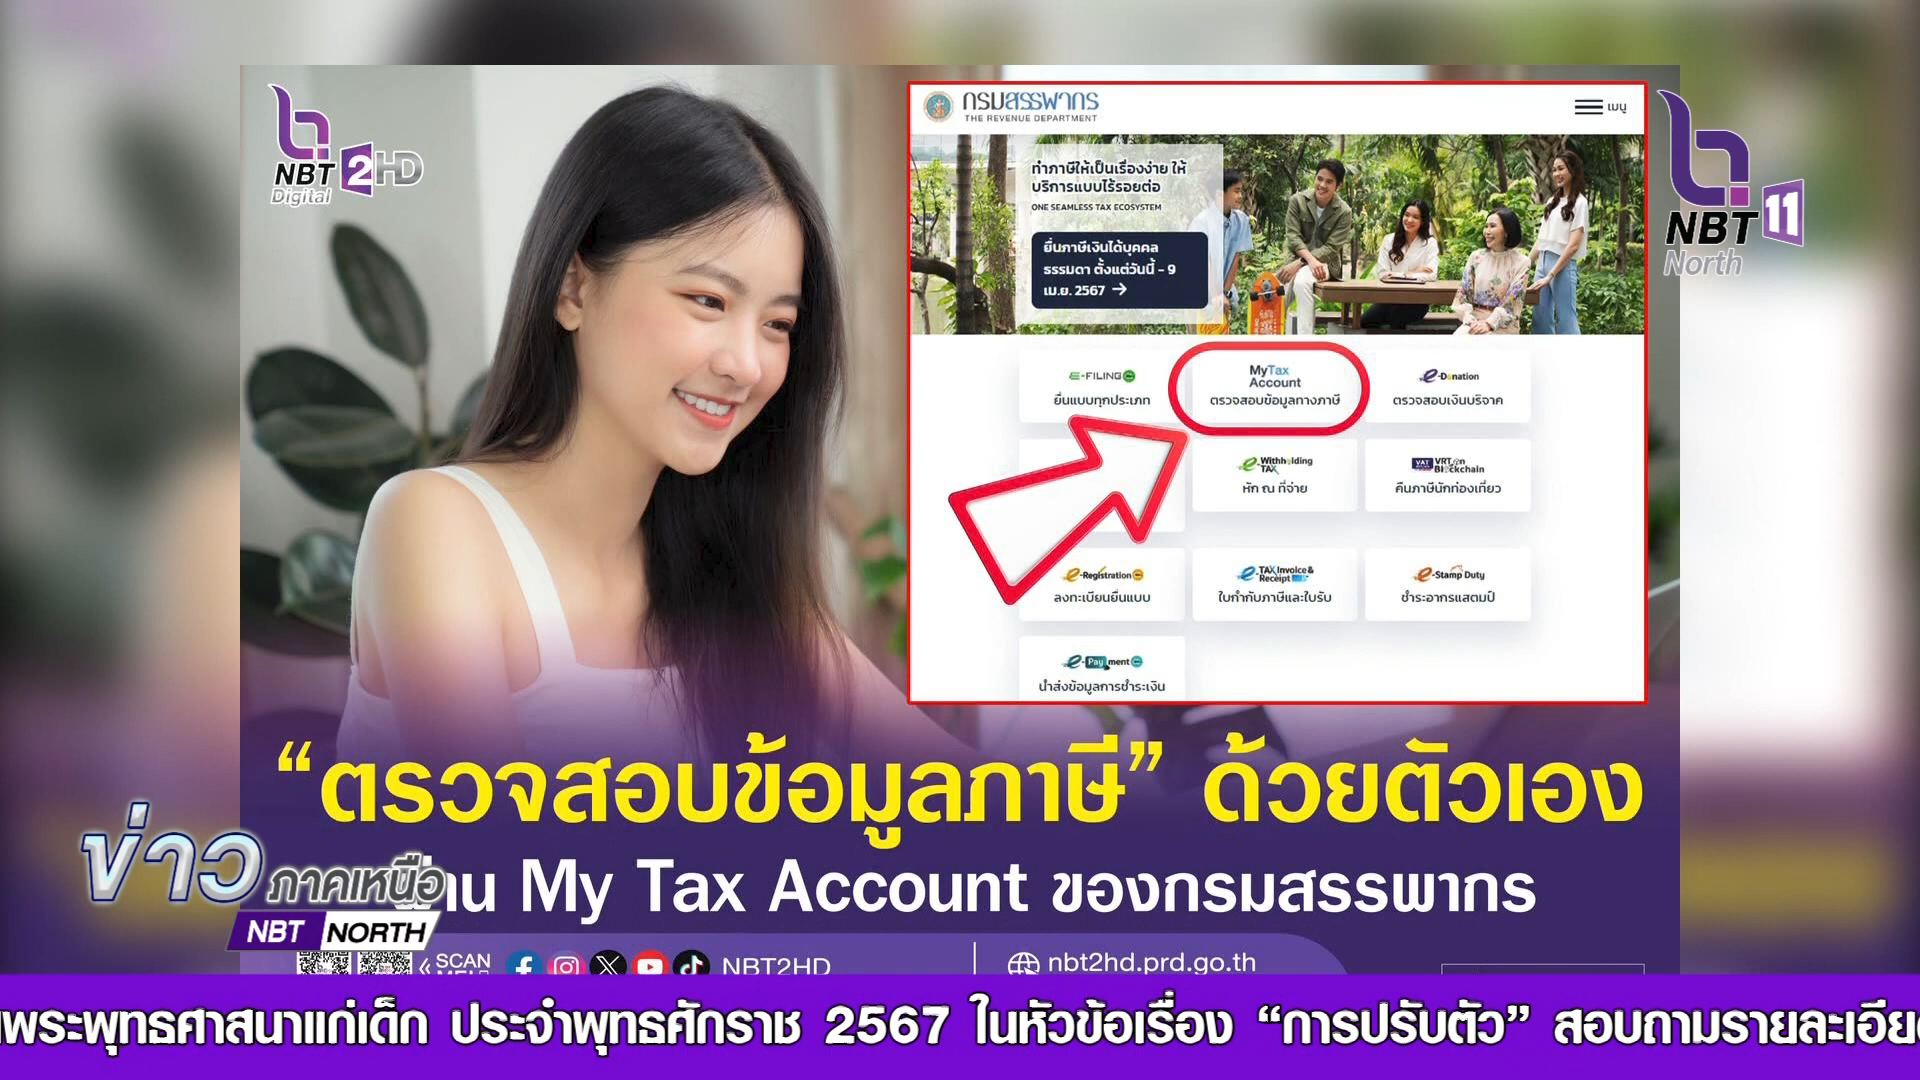 NBT 2HD
Digital
กรมสรรพากร
THE REVENUE DEPARTMENT
เมนู
NBT 11
North
ทำภาษีให้เป็นเรื่องง่าย ให้
บริการแบบไร้รอยต่อ
ONE SEAMLESS TAX ECOSYSTEM
ยื่นภาษีเงินได้บุคคล
ธรรมดา ตั้งแต่วันนี้ - 9
เม.ย. 2567 →
E-FILING
ยื่นแบบทุกประเภท
MyTax
Account
ตรวจสอบข้อมูลทางภาษี
e-Donation
ตรวจสอบเงินบริจาค
e-Withholding
TAX
หัก ณ ที่จ่าย
VAT
VRT on
Blockchain
คืนภาษีนักท่องเที่ยว
e-Registration
ลงทะเบียนยื่นแบบ
e-TAX Invoice &
Receipt
ใบกำกับภาษีและใบรับ
e-Stamp Duty
ชำระอากรแสตมป์
e-Payment
นำส่งข้อมูลการชำระเงิน
“ตรวจสอบข้อมูลภาษี” ด้วยตัวเอง
My Tax Account ของกรมสรรพากร
ข่าว
ภาคเหนือ
NBT NORTH
SCAN
NBT2HD
nbt2hd.prd.go.th
พระพุทธศาสนาแก่เด็ก ประจำพุทธศักราช 2567 ในหัวข้อเรื่อง “การปรับตัว” สอบถามรายละเอีย